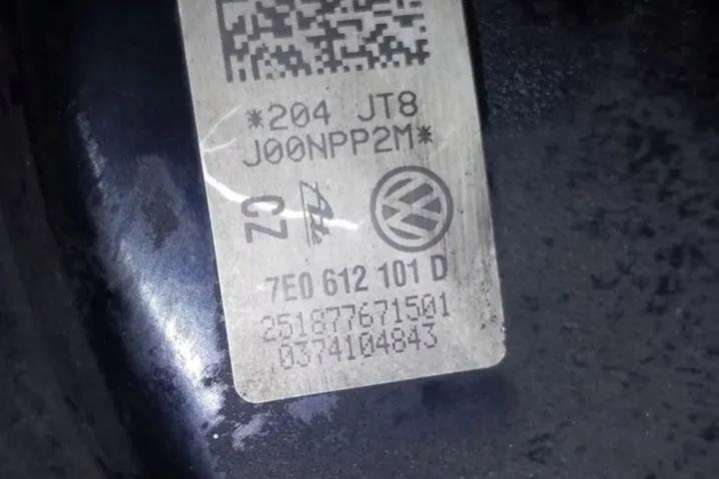 *204 JT8
J00NPP2M*
CZ
7E0 612 101 D
251877671501
0374104843